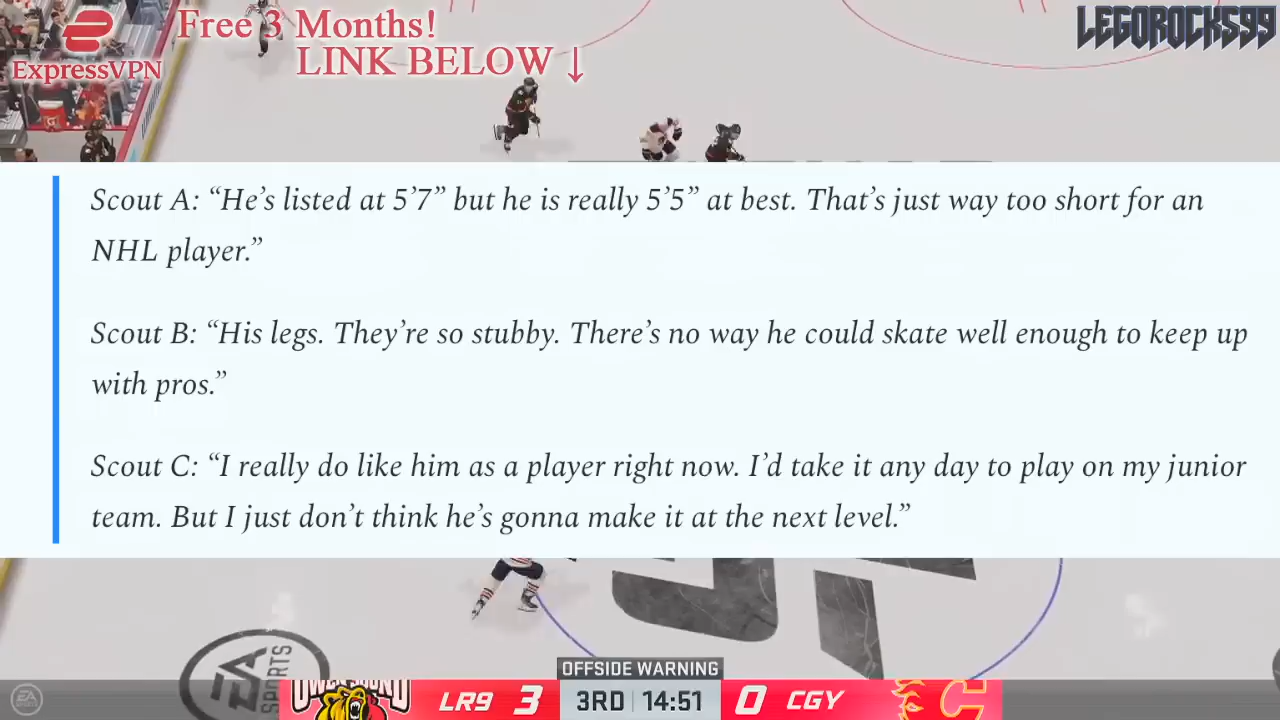 Free 3 Months!
LEGOROCKS99
ExpressVPN
LINK BELOW ↓
Scout A: “He’s listed at 5’7” but he is really 5’5” at best. That’s just way too short for an
NHL player.”
Scout B: “His legs. They’re so stubby. There’s no way he could skate well enough to keep up
with pros.”
Scout C: “I really do like him as a player right now. I’d take it any day to play on my junior
team. But I just don’t think he’s gonna make it at the next level.”
EA
SPORTS
OFFSIDE WARNING
OWEN SOUND
LR9 3 3RD 14:51 0 CGY